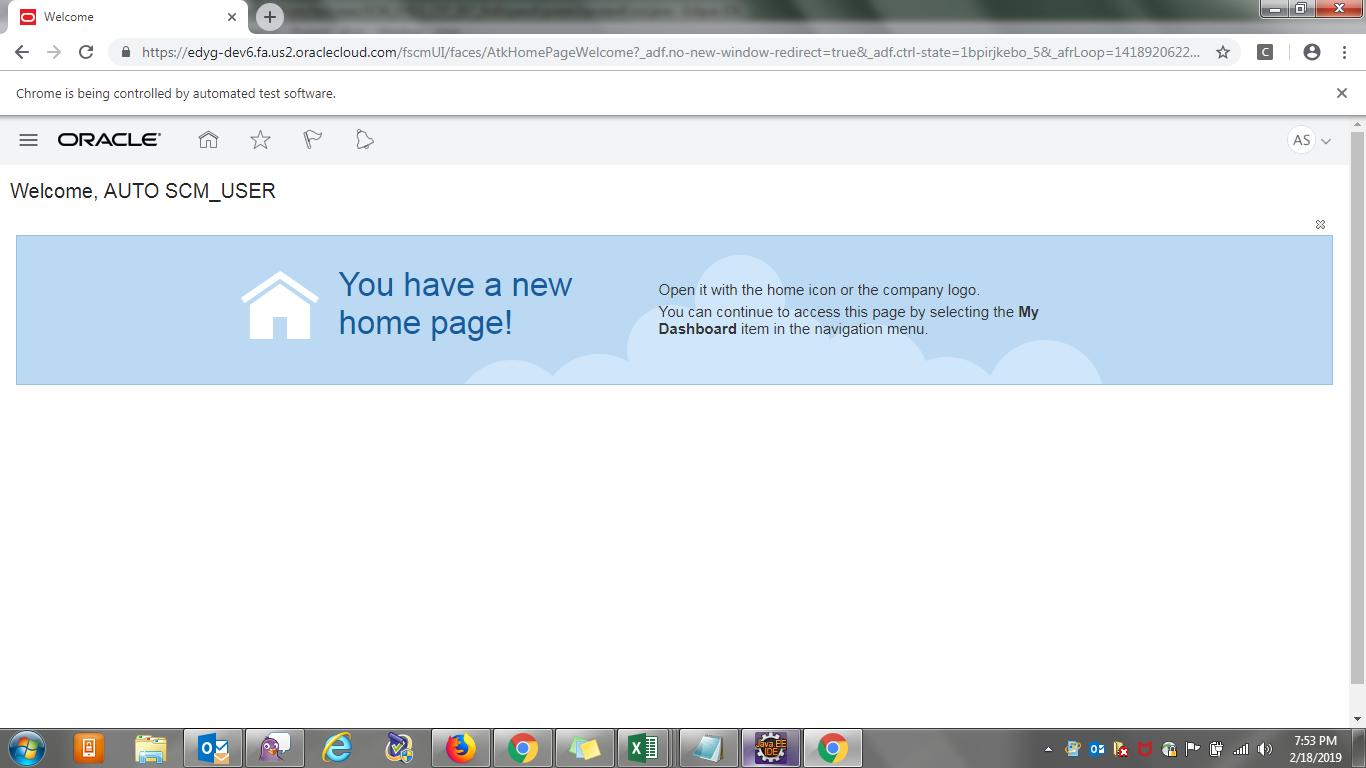 Welcome
https://edyg-dev6.fa.us2.oraclecloud.com/fscmUI/faces/AtkHomePageWelcome?_adf.no-new-window-redirect=true&_adf.ctrl-state=1bpirjkebo_5&_afrLoop=1418920622...
C
Chrome is being controlled by automated test software.
ORACLE
AS
Welcome, AUTO SCM_USER
You have a new
home page!
Open it with the home icon or the company logo.
You can continue to access this page by selecting the My
Dashboard item in the navigation menu.
Java EE
IDE
7:53 PM
2/18/2019